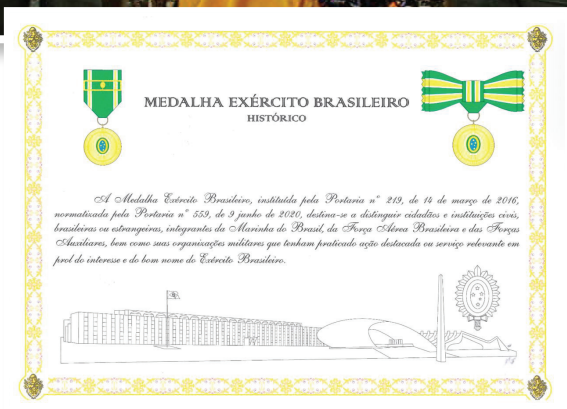 MEDALHA EXÉRCITO BRASILEIRO
HISTÓRICO
A Medalha Exército Brasileiro, instituída pela Portaria nº 219, de 14 de março de 2016,
normatizada pela Portaria nº 559, de 9 junho de 2020, destina-se a distinguir cidadãos e instituições civis,
brasileiras ou estrangeiras, integrantes da Marinha do Brasil, da Força Aérea Brasileira e das Forças
Auxiliares, bem como suas organizações militares que tenham praticado ação destacada ou serviço relevante em
prol do interesse e do bom nome do Exército Brasileiro.